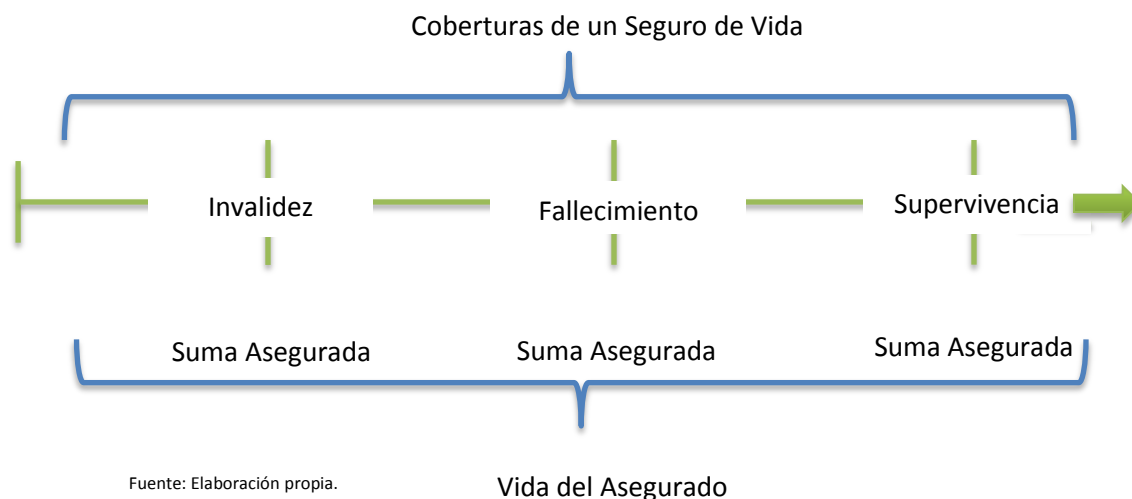 Coberturas de un Seguro de Vida
Invalidez
Fallecimiento
Supervivencia
Suma Asegurada
Suma Asegurada
Suma Asegurada
Fuente: Elaboración propia.
Vida del Asegurado